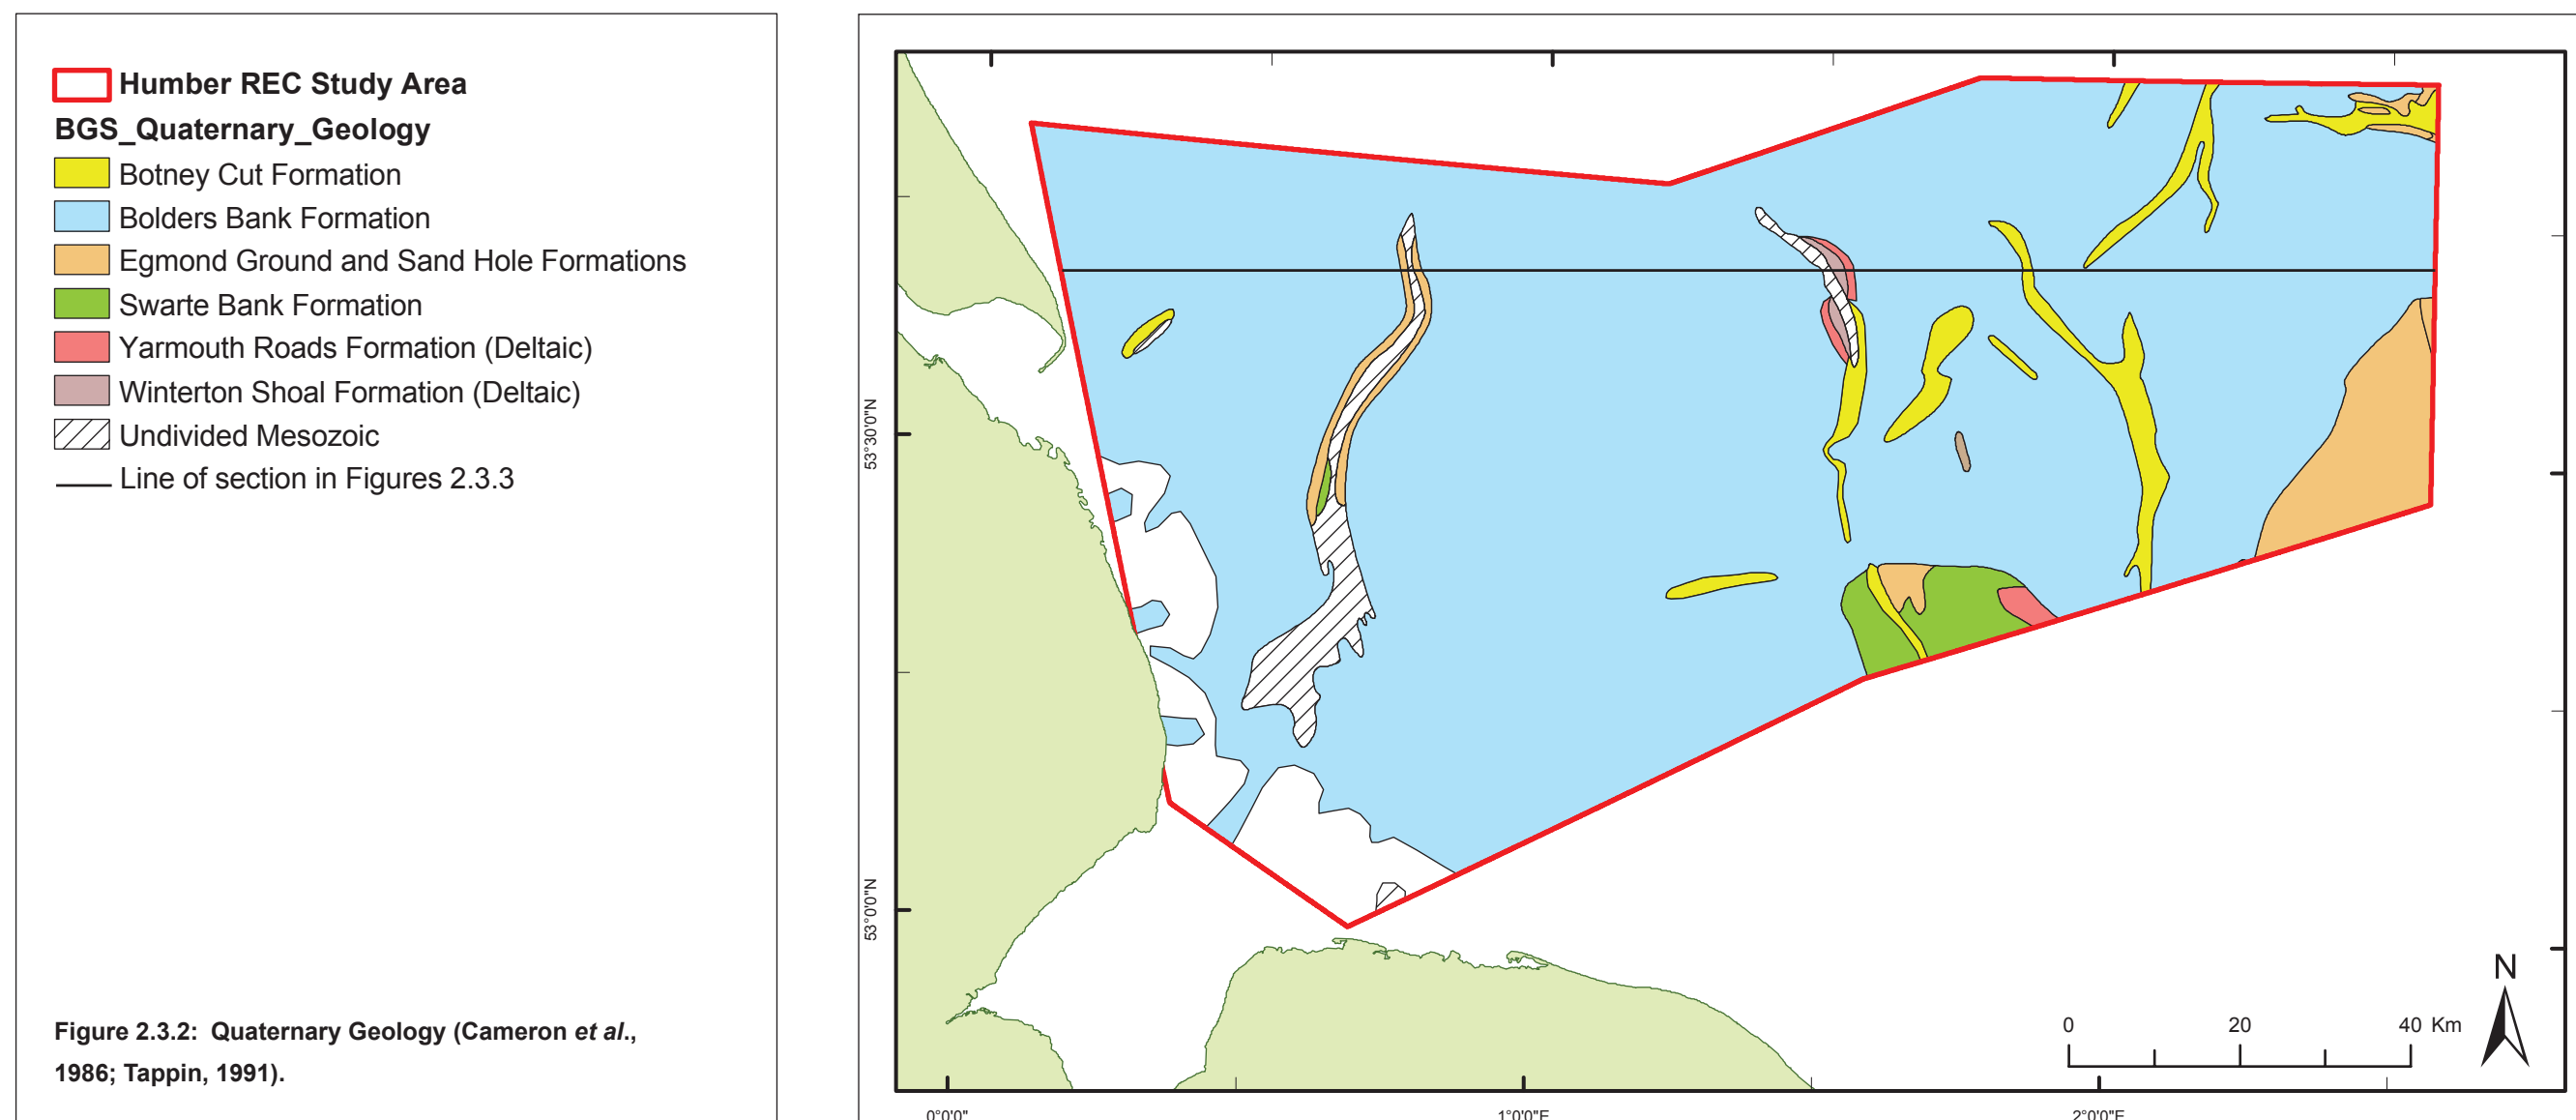 Humber REC Study Area
BGS_Quaternary_Geology
Botney Cut Formation
Bolders Bank Formation
Egmond Ground and Sand Hole Formations
Swarte Bank Formation
Yarmouth Roads Formation (Deltaic)
Winterton Shoal Formation (Deltaic)
Undivided Mesozoic
Line of section in Figures 2.3.3
Figure 2.3.2: Quaternary Geology (Cameron et al.,
1986; Tappin, 1991).
53°30'0"N
53°0'0"N
N
0 20 40 Km
0°0'0" 1°0'0"E 2°0'0"E